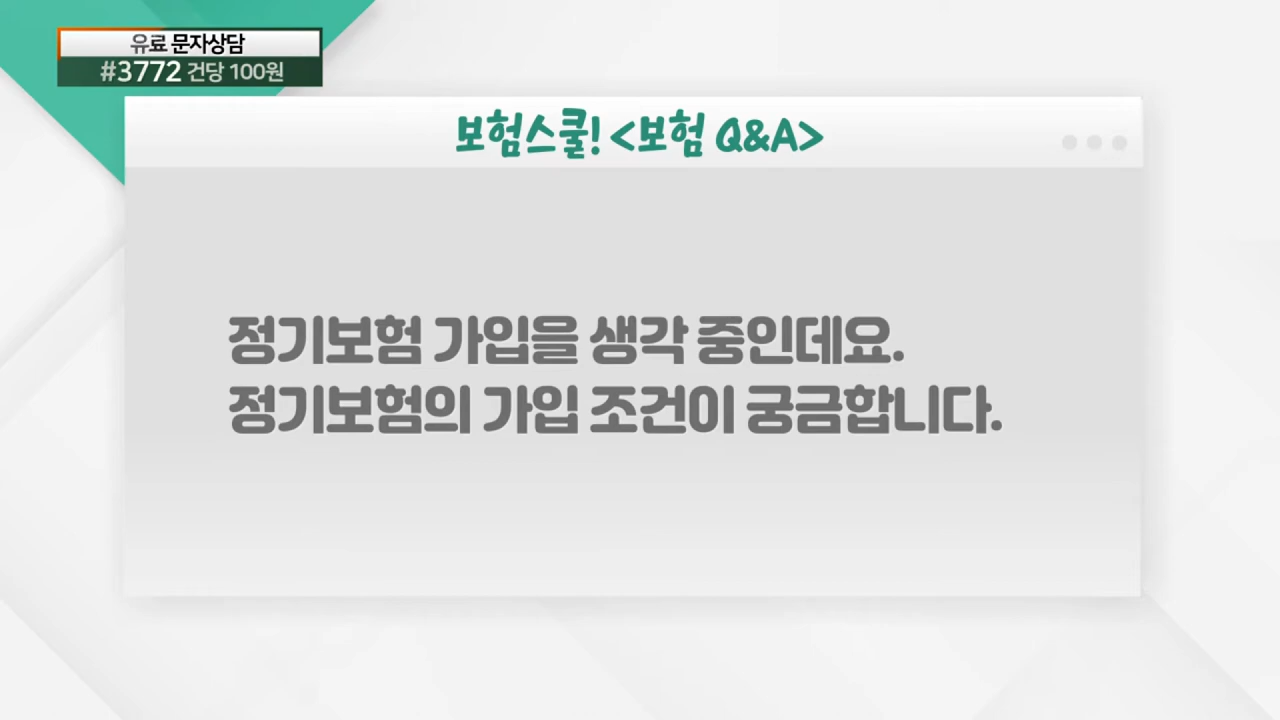 유료 문자상담
#3772 건당 100원
보험스쿨! <보험 Q&A>
정기보험 가입을 생각 중인데요.
정기보험의 가입 조건이 궁금합니다.